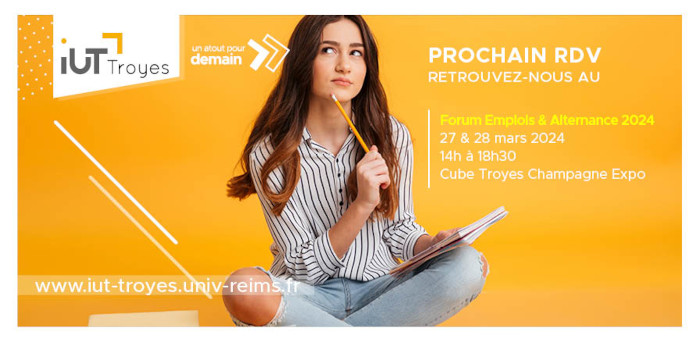 iUT Troyes
un atout pour
demain
PROCHAIN RDV
RETROUVEZ-NOUS AU
Forum Emplois & Alternance 2024
27 & 28 mars 2024
14h à 18h30
Cube Troyes Champagne Expo
www.iut-troyes.univ-reims.fr